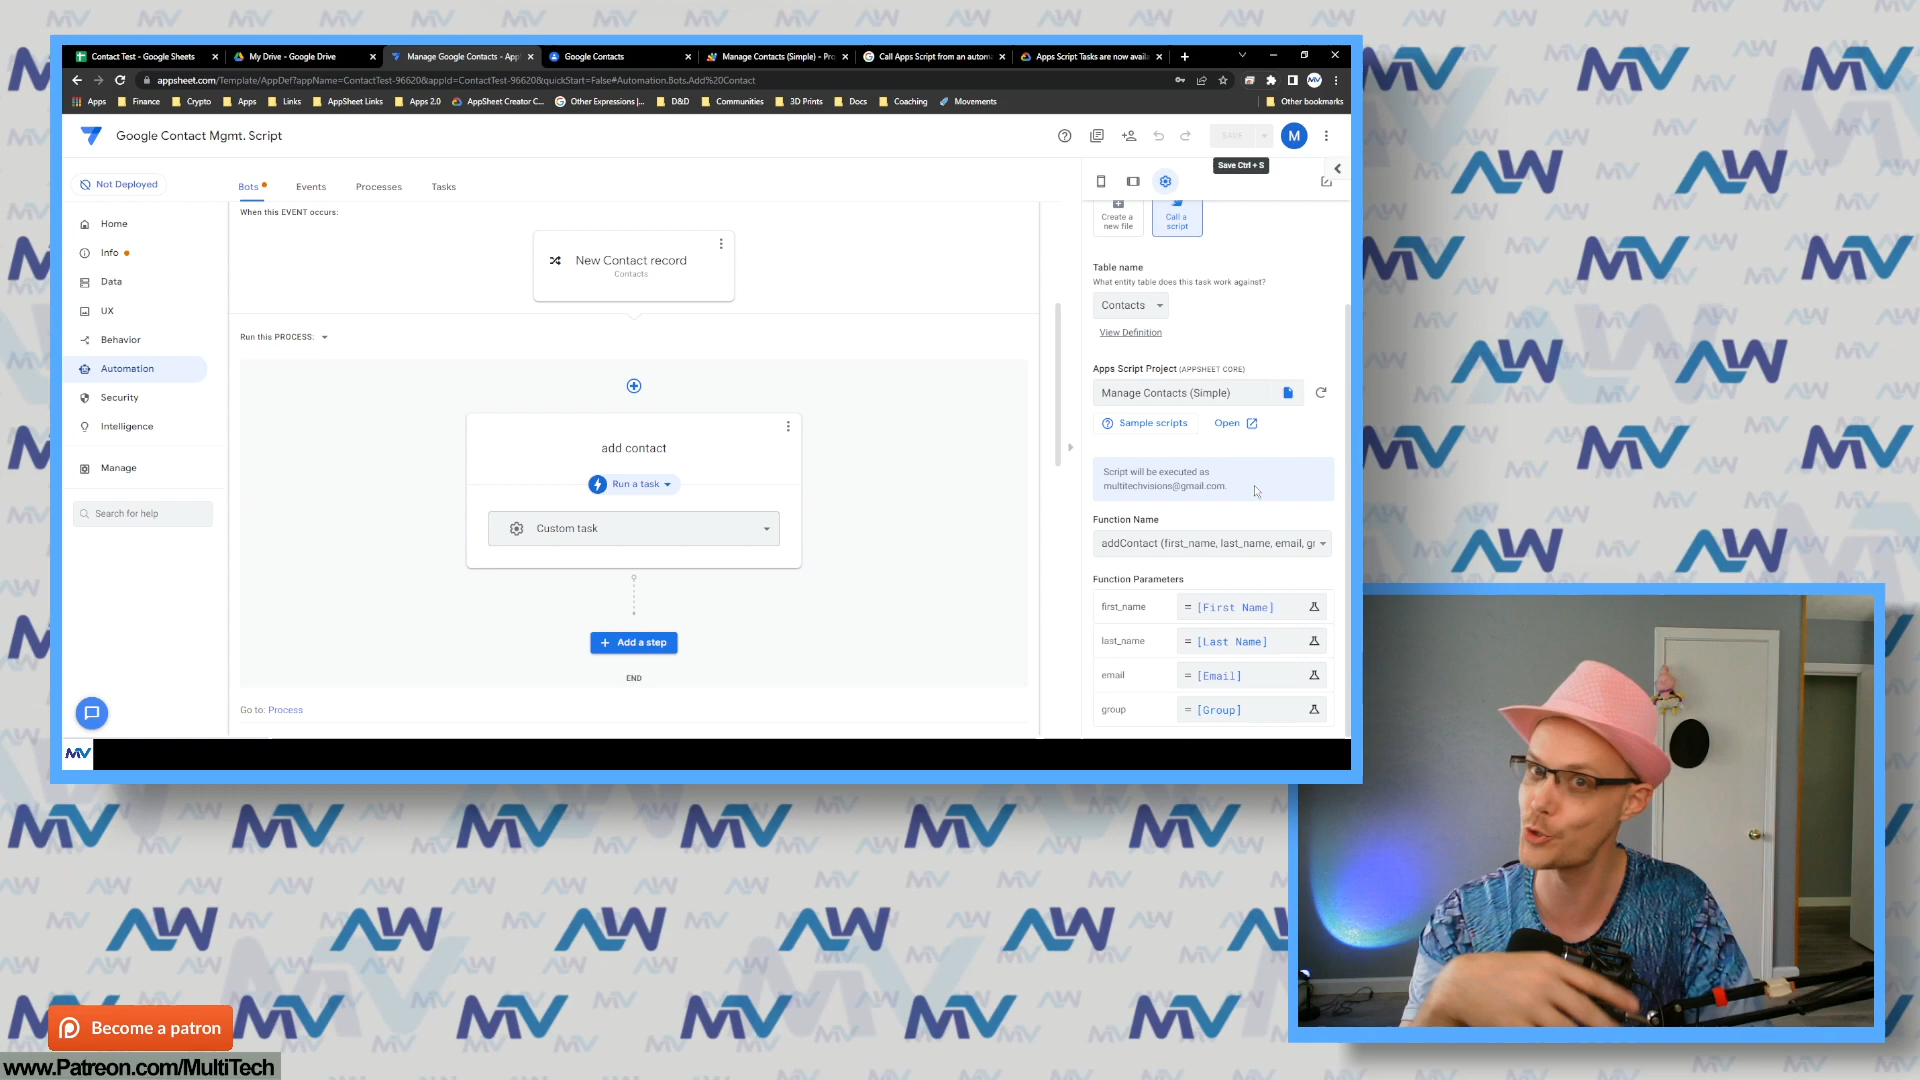 Contact Test - Google Sheets
My Drive - Google Drive
Manage Google Contacts - App
Google Contacts
Manage Contacts (Simple) - Pro
Call Apps Script from an autom
Apps Script Tasks are now avail
appsheet.com/Template/AppDef?appName=ContactTest-96620&appId=ContactTest-96620&quickStart=False#Automation.Bots.Add%20Contact
Apps
Finance
Crypto
Apps
Links
AppSheet Links
Apps 2.0
AppSheet Creator C...
Other Expressions |...
D&D
Communities
3D Prints
Docs
Coaching
Movements
Other bookmarks
Google Contact Mgmt. Script
SAVE
M
Save Ctrl + S
Not Deployed
Bots
Events
Processes
Tasks
Home
Info
Data
UX
Behavior
Automation
Security
Intelligence
Manage
Search for help
When this EVENT occurs:
New Contact record
Contacts
Run this PROCESS:
add contact
Run a task
Custom task
+ Add a step
END
Go to: Process
Create a
new file
Call a
script
Table name
What entity table does this task work against?
Contacts
View Definition
Apps Script Project (APPSHEET CORE)
Manage Contacts (Simple)
Sample scripts
Open
Script will be executed as
multitechvisions@gmail.com.
Function Name
addContact (first_name, last_name, email, gr
Function Parameters
first_name = [First Name]
last_name = [Last Name]
email = [Email]
group = [Group]
MV
Become a patron
www.Patreon.com/MultiTech